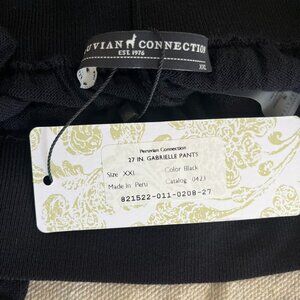 UVIAN CONNECTION
EST. 1976
XXL
Peruvian Connection
27 IN. GABRIELLE PANTS
Size XXL Color Black
Made In Peru Catalog 0423
821522-011-0208-27